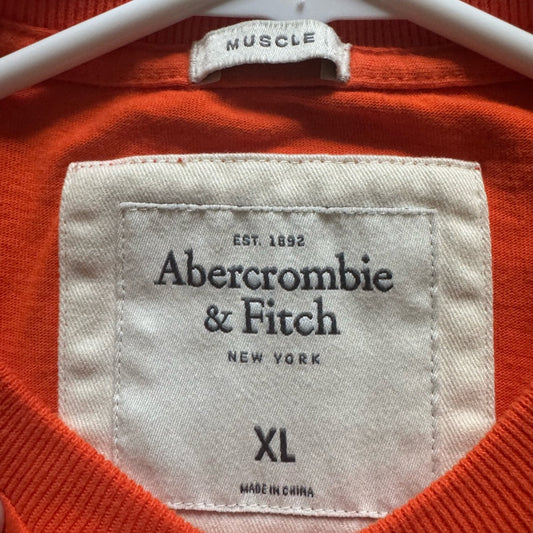 MUSCLE
EST. 1892
Abercrombie
& Fitch
NEW YORK
XL
MADE IN CHINA